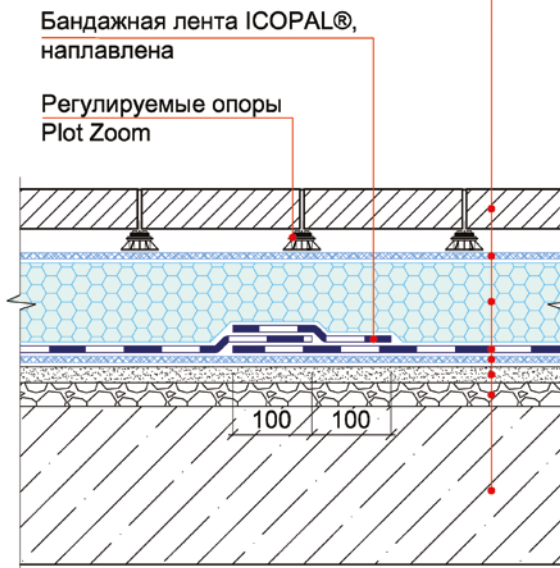 Бандажная лента ICOPAL®,
наплавлена
Регулируемые опоры
Plot Zoom
100 100